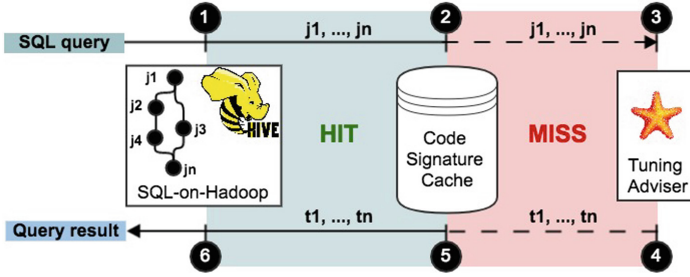 1
2
3
SQL query
j1, ..., jn
j1, ..., jn
j1
j2
j3
j4
jn
HIVE
SQL-on-Hadoop
HIT
Code
Signature
Cache
MISS
Tuning
Adviser
Query result
t1, ..., tn
t1, ..., tn
6
5
4